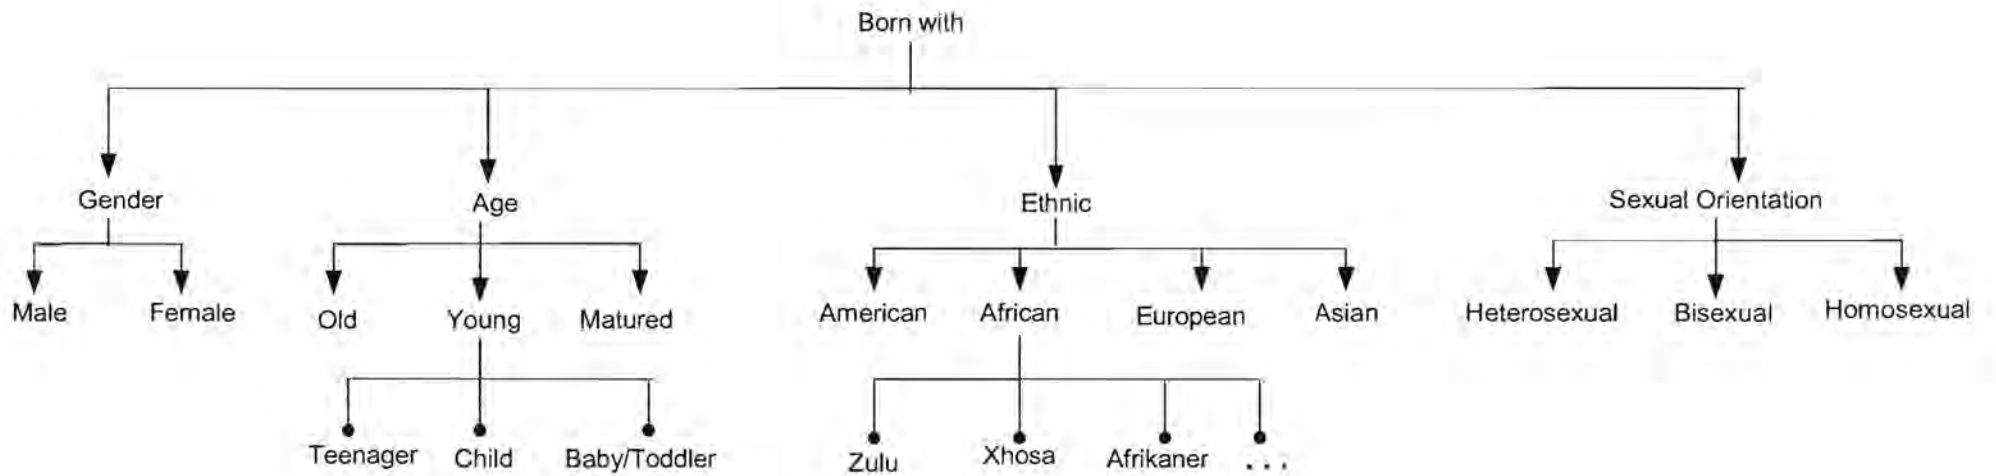 Born with
Gender Age Ethnic Sexual Orientation
Male Female Old Young Matured American African European Asian Heterosexual Bisexual Homosexual
Teenager Child Baby/Toddler Zulu Xhosa Afrikaner ...